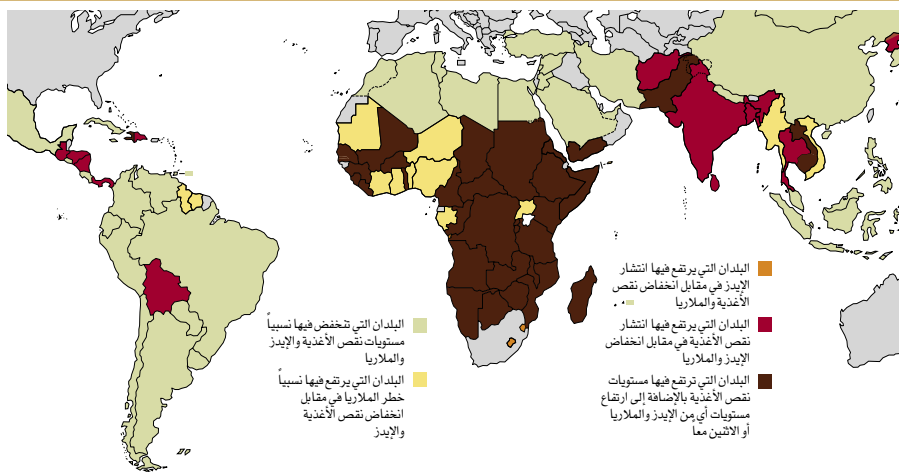 البلدان التي يرتفع فيها انتشار
الإيدز في مقابل انخفاض نقص
الأغذية والملاريا
البلدان التي يرتفع فيها انتشار
نقص الأغذية في مقابل انخفاض
الإيدز والملاريا
البلدان التي ترتفع فيها مستويات
نقص الأغذية بالإضافة إلى ارتفاع
مستويات أي من الإيدز والملاريا
أو الاثنين معاً
البلدان التي تنخفض فيها نسبياً
مستويات نقص الأغذية والإيدز
والملاريا
البلدان التي يرتفع فيها نسبياً
خطر الملاريا في مقابل
انخفاض نقص الأغذية
والإيدز